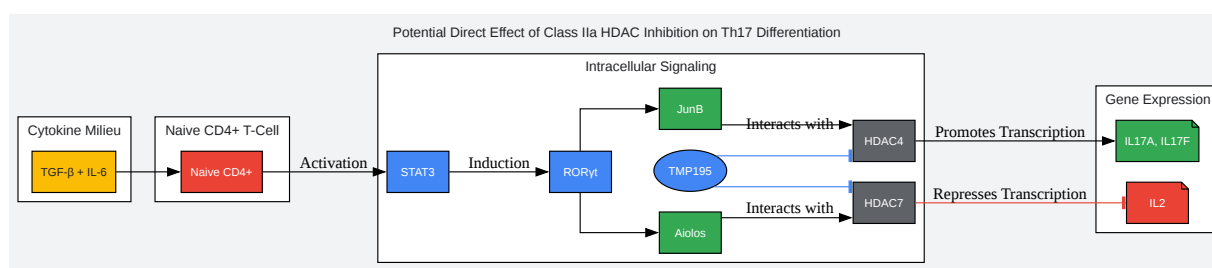 Potential Direct Effect of Class IIa HDAC Inhibition on Th17 Differentiation
Intracellular Signaling
Cytokine Milieu
TGF-β + IL-6
Naive CD4+ T-Cell
Naive CD4+
Activation
STAT3
Induction
RORγt
JunB
TMP195
Aiolos
Interacts with
Interacts with
HDAC4
HDAC7
Promotes Transcription
Represses Transcription
Gene Expression
IL17A, IL17F
IL2